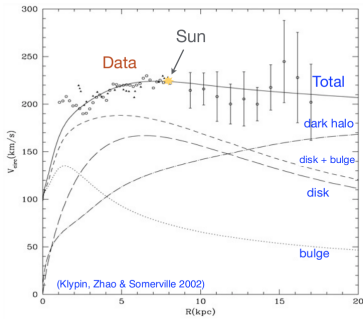 300
250
200
150
100
50
0
V_circ(km/s)
Data
Sun
Total
dark halo
disk + bulge
disk
bulge
(Klypin, Zhao & Somerville 2002)
0
5
10
15
20
R(kpc)